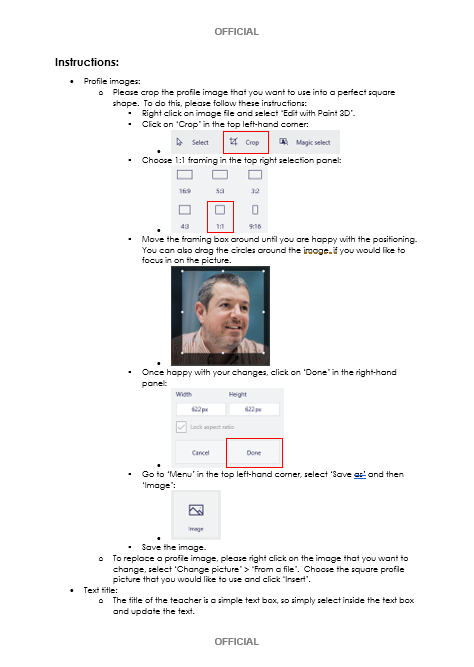 OFFICIAL
Instructions:
• Profile images:
o Please crop the profile image that you want to use into a perfect square
shape. To do this, please follow these instructions:
▪ Right click on image file and select "Edit with Paint 3D".
▪ Click on 'Crop' in the top left-hand corner:
Select Crop Magic select
▪ Choose 1:1 framing in the top right selection panel:
16:9 5:3 3:2
4:3 1:1 9:16
▪ Move the framing box around until you are happy with the positioning.
You can also drag the circles around the image, if you would like to
focus in on the picture.
▪ Once happy with your changes, click on 'Done' in the right-hand
panel:
Width Height
622px 622px
Lock aspect ratio
Cancel Done
▪ Go to 'Menu' in the top left-hand corner, select 'Save as' and then
'Image':
Image
▪ Save the image.
o To replace a profile image, please right click on the image that you want to
change, select 'Change picture' > 'From a file'. Choose the square profile
picture that you would like to use and click 'Insert'.
• Text title:
o The title of the teacher is a simple text box, so simply select inside the text box
and update the text.
OFFICIAL